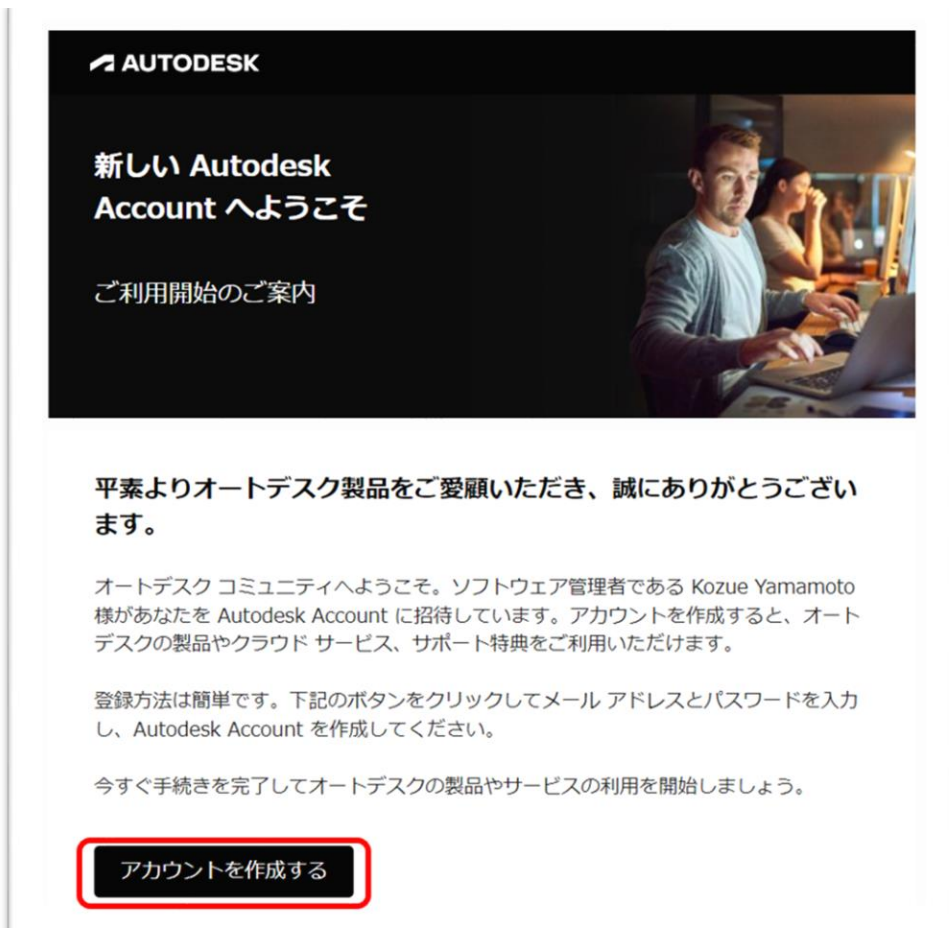 AUTODESK
新しい Autodesk
Account へようこそ
ご利用開始のご案内
平素よりオートデスク製品をご愛顧いただき、誠にありがとうござい
ます。
オートデスク コミュニティへようこそ。ソフトウェア管理者である Kozue Yamamoto
様があなたを Autodesk Account に招待しています。アカウントを作成すると、オート
デスクの製品やクラウド サービス、サポート特典をご利用いただけます。
登録方法は簡単です。下記のボタンをクリックしてメール アドレスとパスワードを入力
し、Autodesk Account を作成してください。
今すぐ手続きを完了してオートデスクの製品やサービスの利用を開始しましょう。
アカウントを作成する